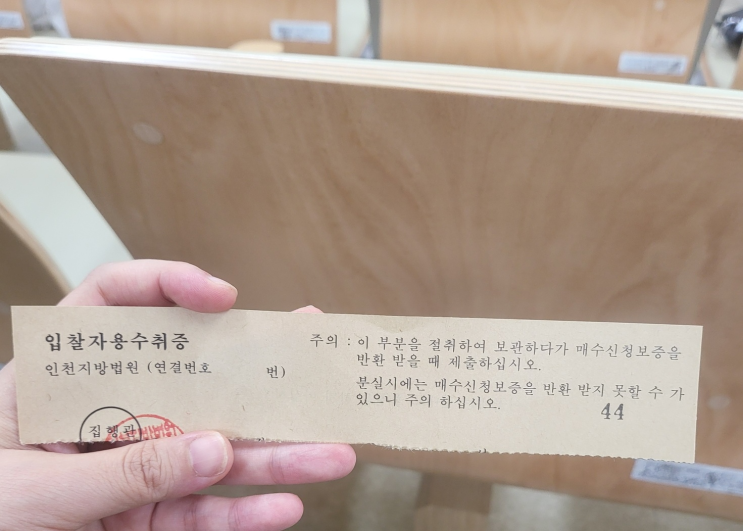 입찰자용수취증
인천지방법원 (연결번호 번)
주의 : 이 부분을 절취하여 보관하다가 매수신청보증을
반환 받을 때 제출하십시오.
분실시에는 매수신청보증을 반환 받지 못할 수 가
있으니 주의 하십시오.
44
집행관